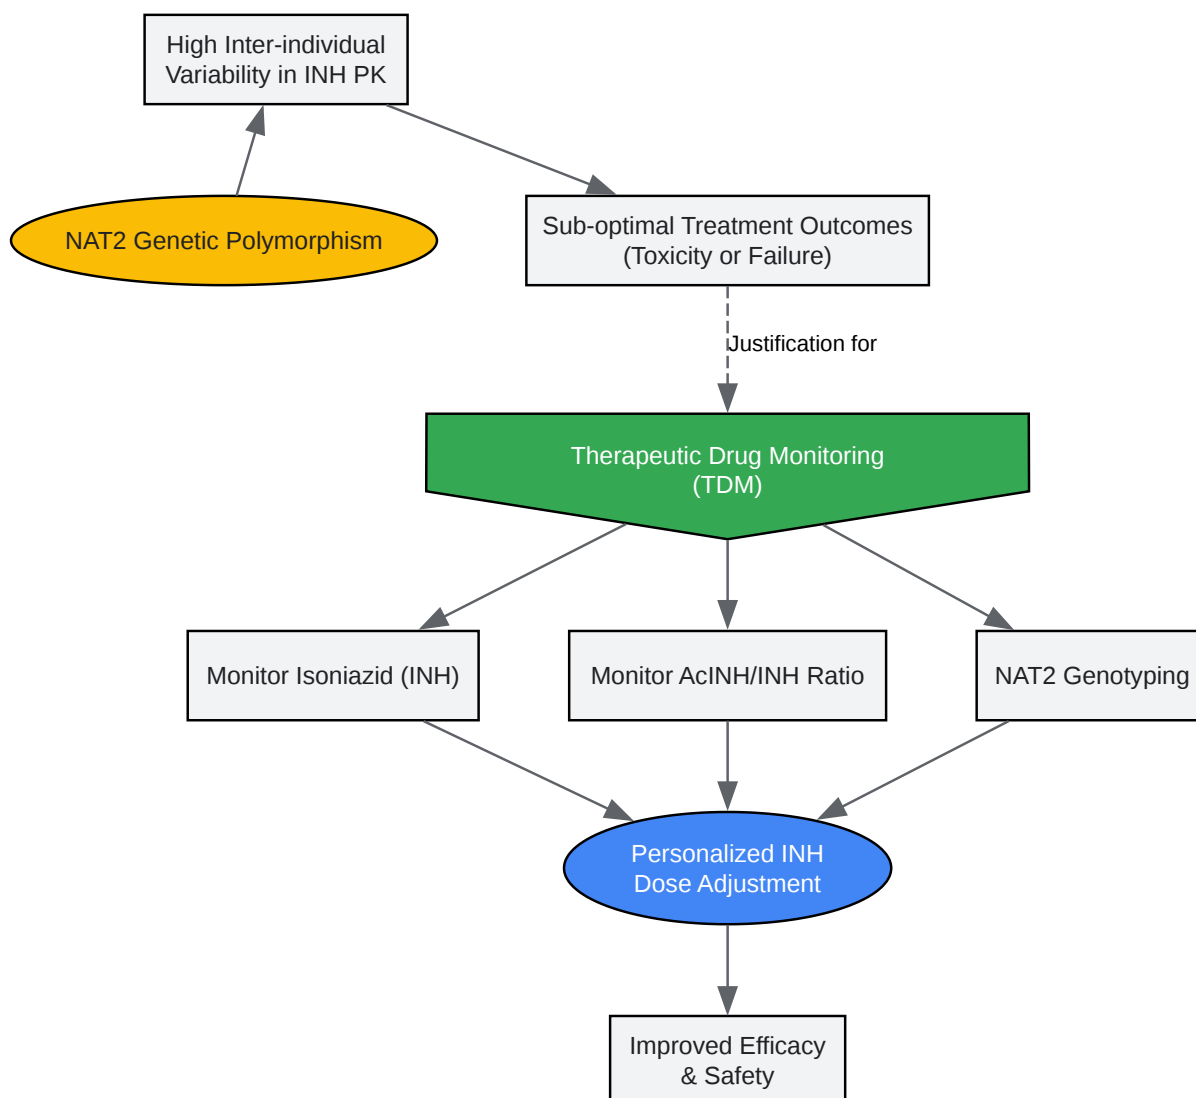 High Inter-individual
Variability in INH PK
NAT2 Genetic Polymorphism
Sub-optimal Treatment Outcomes
(Toxicity or Failure)
Justification for
Therapeutic Drug Monitoring
(TDM)
Monitor Isoniazid (INH)
Monitor AcINH/INH Ratio
NAT2 Genotyping
Personalized INH
Dose Adjustment
Improved Efficacy
& Safety